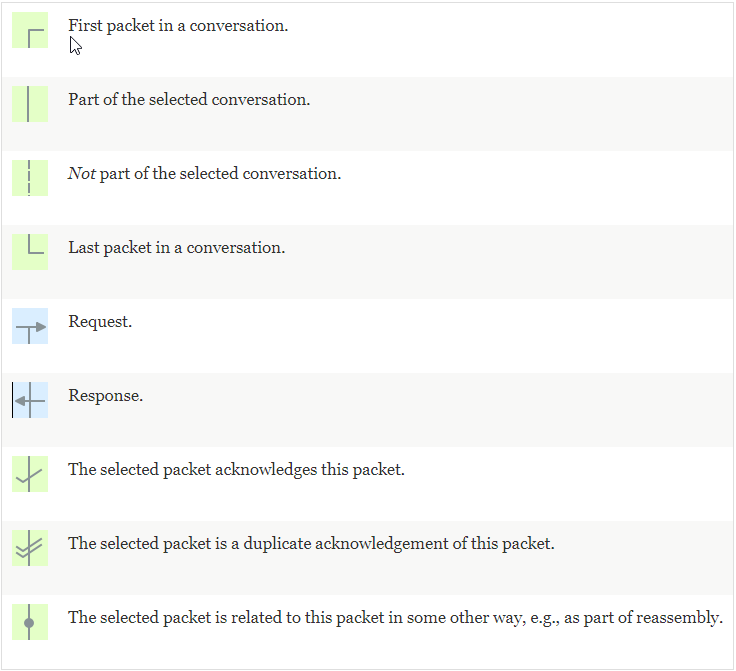 First packet in a conversation.
Part of the selected conversation.
Not part of the selected conversation.
Last packet in a conversation.
Request.
Response.
The selected packet acknowledges this packet.
The selected packet is a duplicate acknowledgement of this packet.
The selected packet is related to this packet in some other way, e.g., as part of reassembly.